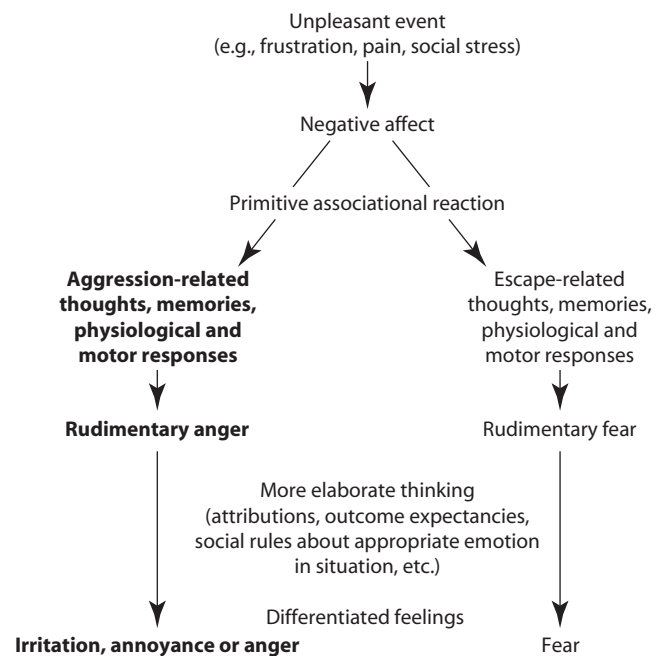 Unpleasant event
(e.g., frustration, pain, social stress)
Negative affect
Primitive associational reaction
Aggression-related
thoughts, memories,
physiological and
motor responses
Escape-related
thoughts, memories,
physiological and
motor responses
Rudimentary anger
Rudimentary fear
More elaborate thinking
(attributions, outcome expectancies,
social rules about appropriate emotion
in situation, etc.)
Differentiated feelings
Irritation, annoyance or anger
Fear